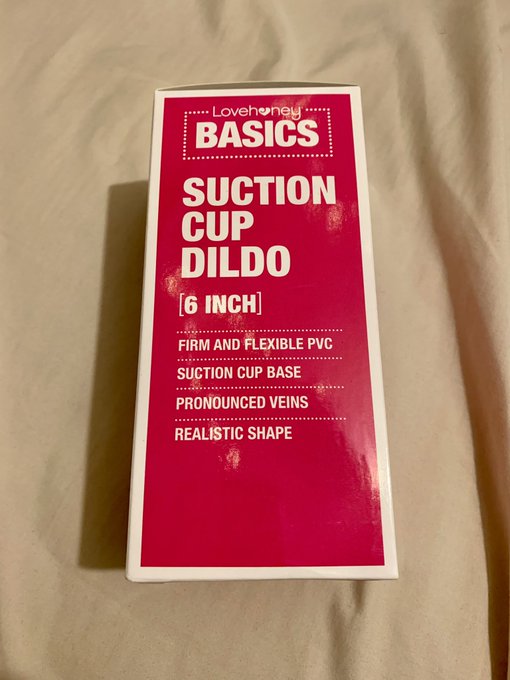 Lovehoney
BASICS
SUCTION
CUP
DILDO
[6 INCH]
FIRM AND FLEXIBLE PVC
SUCTION CUP BASE
PRONOUNCED VEINS
REALISTIC SHAPE